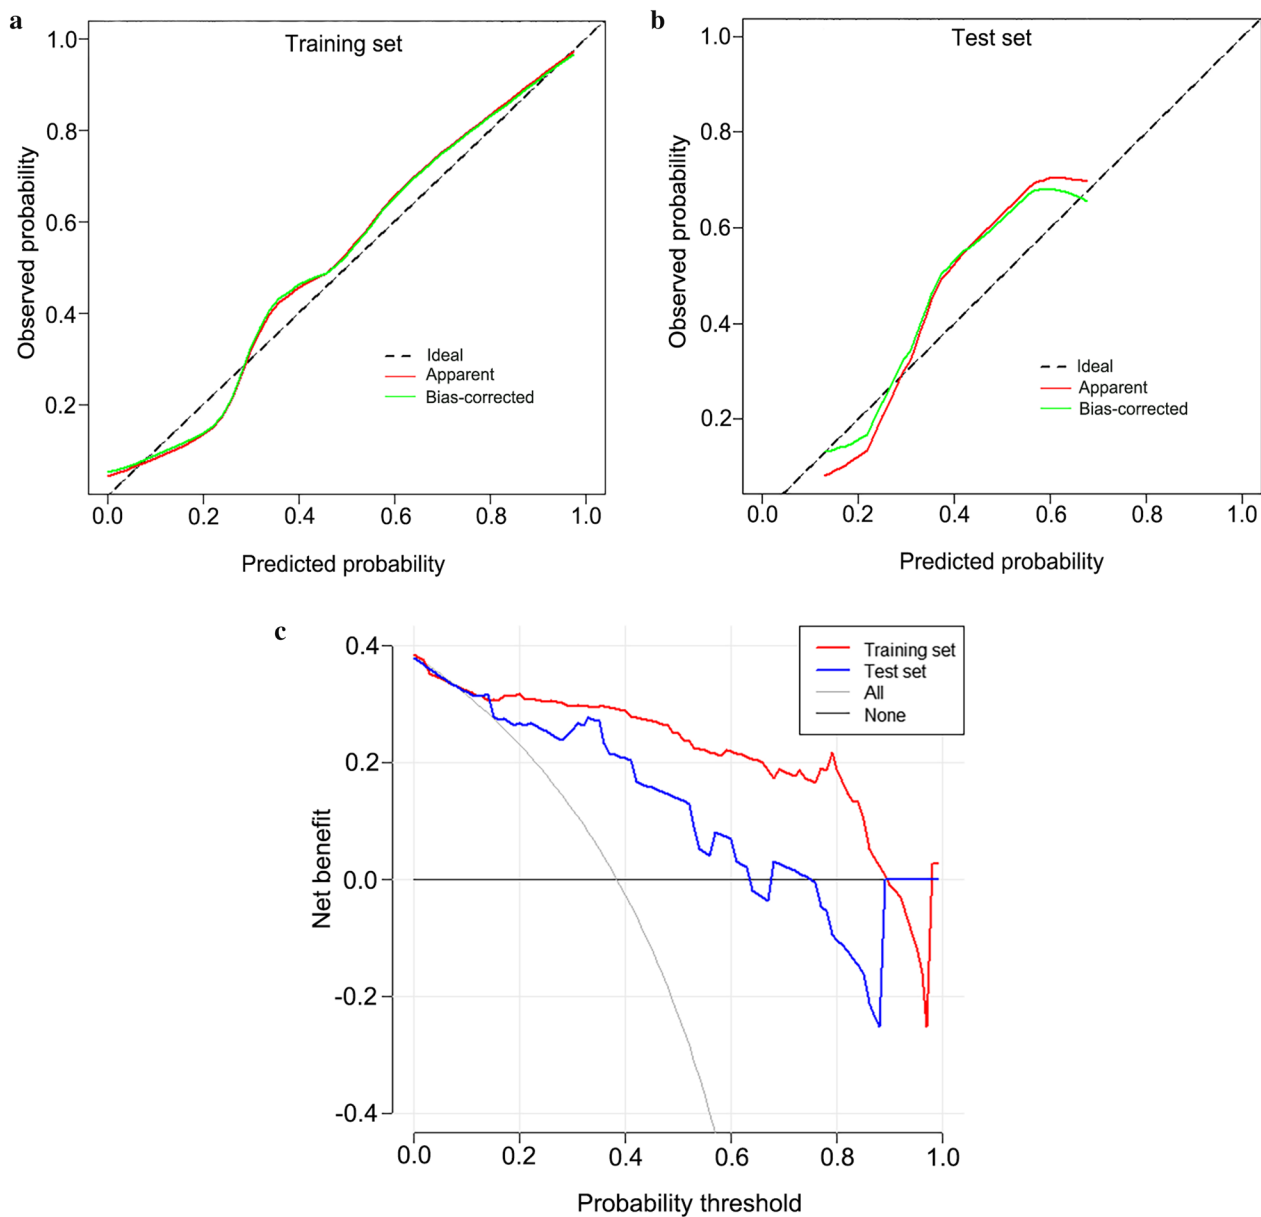 a
Training set
1.0
0.8
0.6
0.4
0.2
Observed probability
Ideal
Apparent
Bias-corrected
0.0 0.2 0.4 0.6 0.8 1.0
Predicted probability
b
Test set
1.0
0.8
0.6
0.4
0.2
Observed probability
Ideal
Apparent
Bias-corrected
0.0 0.2 0.4 0.6 0.8 1.0
Predicted probability
c
0.4
0.2
0.0
-0.2
-0.4
Net benefit
Training set
Test set
All
None
0.0 0.2 0.4 0.6 0.8 1.0
Probability threshold